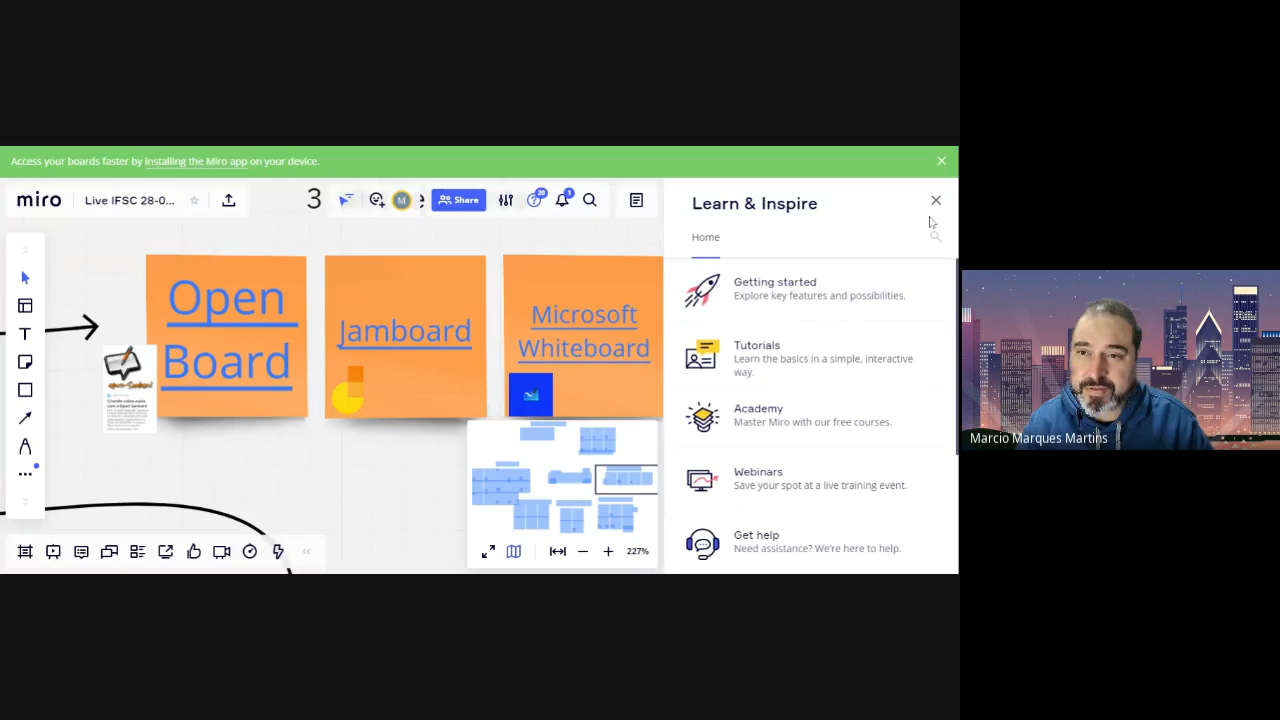 Access your boards faster by installing the Miro app on your device.
miro
Live IFSC 28-0...
3
M
Share
20
1
Learn & Inspire
Home
Open
Board
Jamboard
Microsoft
Whiteboard
Getting started
Explore key features and possibilities.
Tutorials
Learn the basics in a simple, interactive
way.
Academy
Master Miro with our free courses.
Webinars
Save your spot at a live training event.
Get help
Need assistance? We're here to help.
227%
Marcio Marques Martins